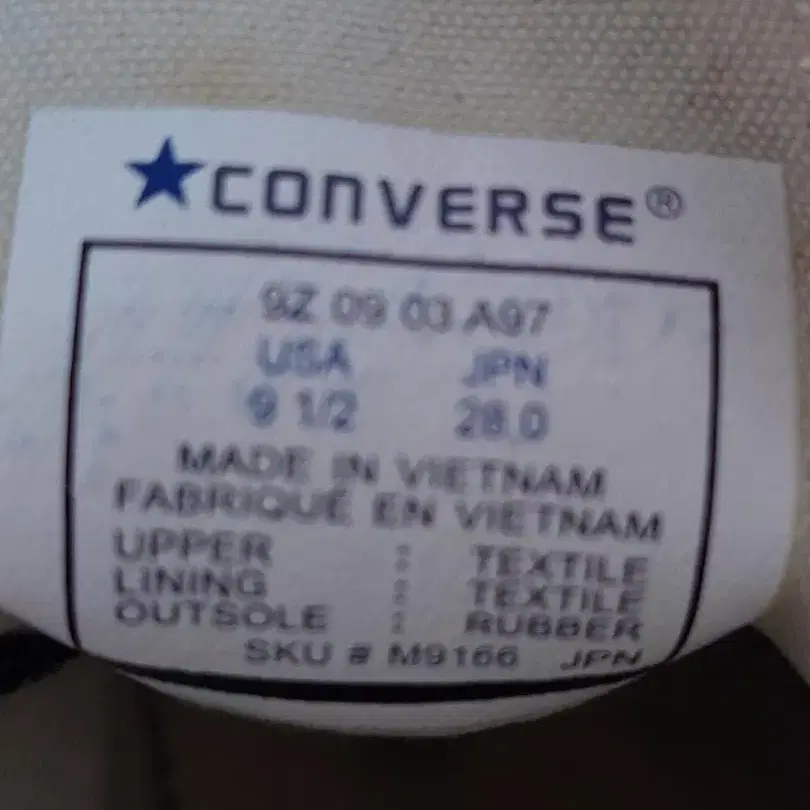 CONVERSE®
9Z 09 03 A97
USA JPN
9 1/2 28.0
MADE IN VIETNAM
FABRIQUÉ EN VIETNAM
UPPER : TEXTILE
LINING : TEXTILE
OUTSOLE : RUBBER
SKU # M9166 JPN